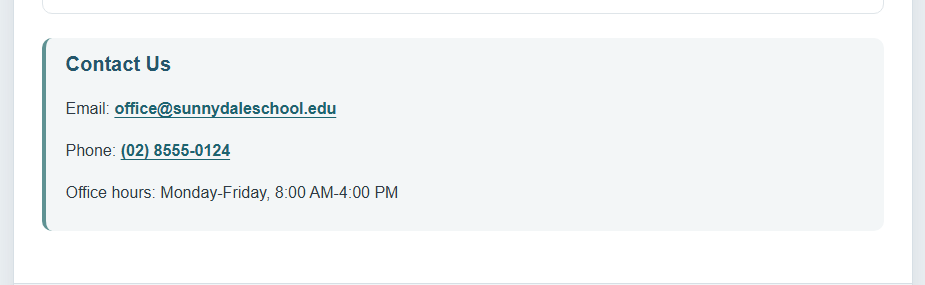 Contact Us
Email: office@sunnydaleschool.edu
Phone: (02) 8555-0124
Office hours: Monday-Friday, 8:00 AM-4:00 PM